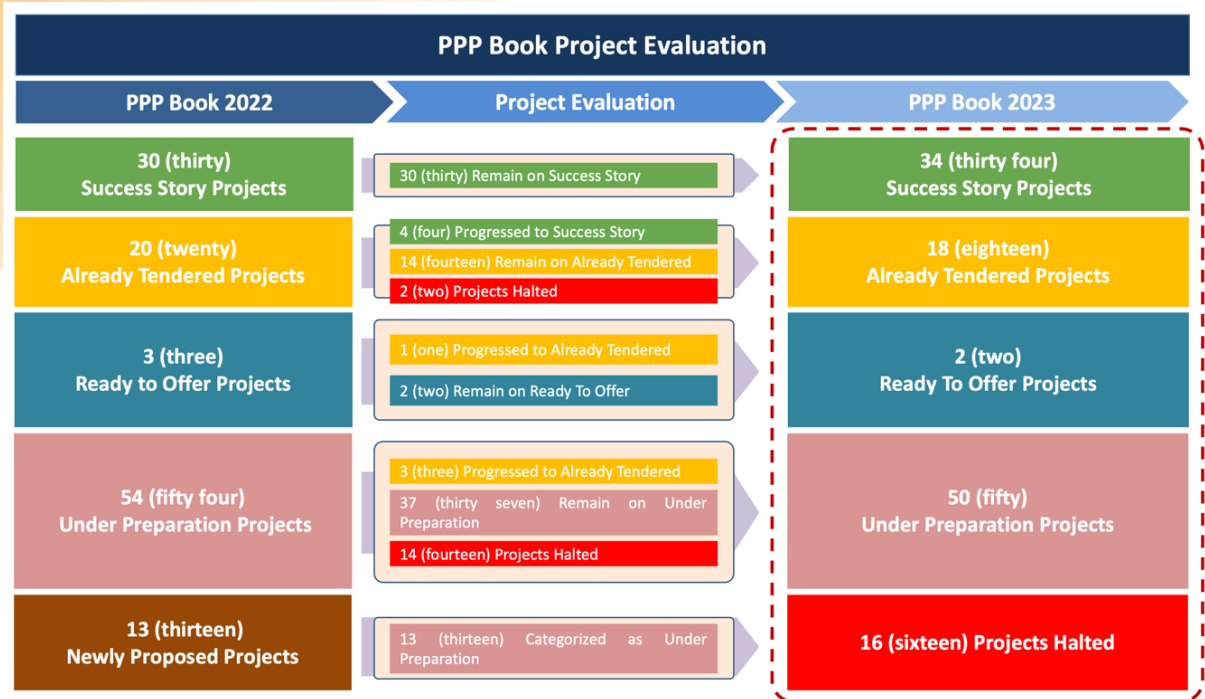 PPP Book Project Evaluation
PPP Book 2022
Project Evaluation
PPP Book 2023
30 (thirty)
Success Story Projects
30 (thirty) Remain on Success Story
34 (thirty four)
Success Story Projects
20 (twenty)
Already Tendered Projects
4 (four) Progressed to Success Story
14 (fourteen) Remain on Already Tendered
2 (two) Projects Halted
18 (eighteen)
Already Tendered Projects
3 (three)
Ready to Offer Projects
1 (one) Progressed to Already Tendered
2 (two) Remain on Ready To Offer
2 (two)
Ready To Offer Projects
54 (fifty four)
Under Preparation Projects
3 (three) Progressed to Already Tendered
37 (thirty seven) Remain on Under
Preparation
14 (fourteen) Projects Halted
50 (fifty)
Under Preparation Projects
13 (thirteen)
Newly Proposed Projects
13 (thirteen) Categorized as Under
Preparation
16 (sixteen) Projects Halted